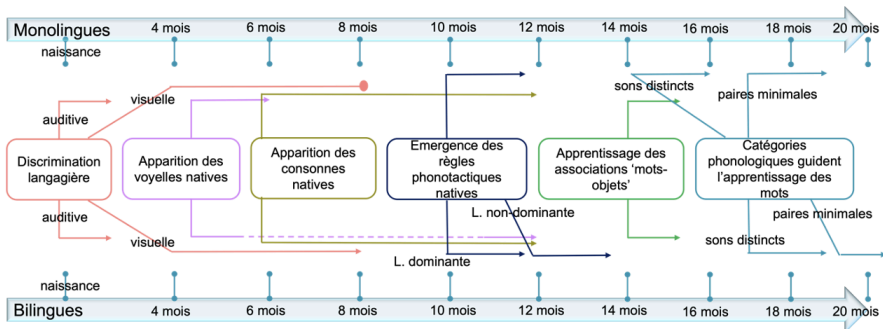 Monolingues
4 mois 6 mois 8 mois 10 mois 12 mois 14 mois 16 mois 18 mois 20 mois
naissance
visuelle
auditive
sons distincts
paires minimales
Discrimination
langagière
Apparition des
voyelles natives
Apparition des
consonnes
natives
Emergence des
règles
phonotactiques
natives
Apprentissage des
associations ‘mots-
objets’
Catégories
phonologiques guident
l’apprentissage des
mots
auditive
visuelle
L. non-dominante
L. dominante
paires minimales
sons distincts
naissance
4 mois 6 mois 8 mois 10 mois 12 mois 14 mois 16 mois 18 mois 20 mois
Bilingues